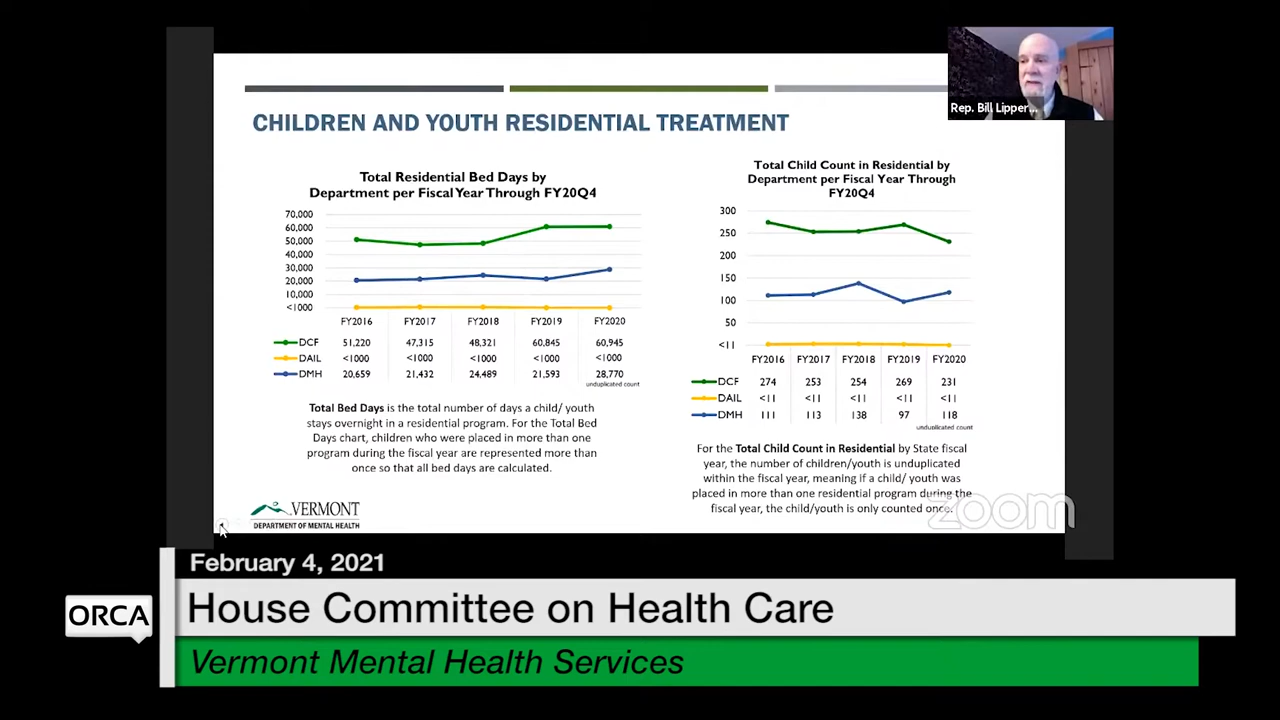 Rep. Bill Lipper...
CHILDREN AND YOUTH RESIDENTIAL TREATMENT
Total Residential Bed Days by
Department per Fiscal Year Through FY20Q4
70,000
60,000
50,000
40,000
30,000
20,000
10,000
<1000
FY2016 FY2017 FY2018 FY2019 FY2020
DCF 51,220 47,315 48,321 60,845 60,945
DAIL <1000 <1000 <1000 <1000 <1000
DMH 20,659 21,432 24,489 21,593 28,770
unduplicated count
Total Bed Days is the total number of days a child/ youth
stays overnight in a residential program. For the Total Bed
Days chart, children who were placed in more than one
program during the fiscal year are represented more than
once so that all bed days are calculated.
Total Child Count in Residential by
Department per Fiscal Year Through
FY20Q4
300
250
200
150
100
50
<11
FY2016 FY2017 FY2018 FY2019 FY2020
DCF 274 253 254 269 231
DAIL <11 <11 <11 <11 <11
DMH 111 113 138 97 118
unduplicated count
For the Total Child Count in Residential by State fiscal
year, the number of children/youth is unduplicated
within the fiscal year, meaning if a child/ youth was
placed in more than one residential program during the
fiscal year, the child/youth is only counted once.
zoom
VERMONT
DEPARTMENT OF MENTAL HEALTH
February 4, 2021
ORCA
House Committee on Health Care
Vermont Mental Health Services